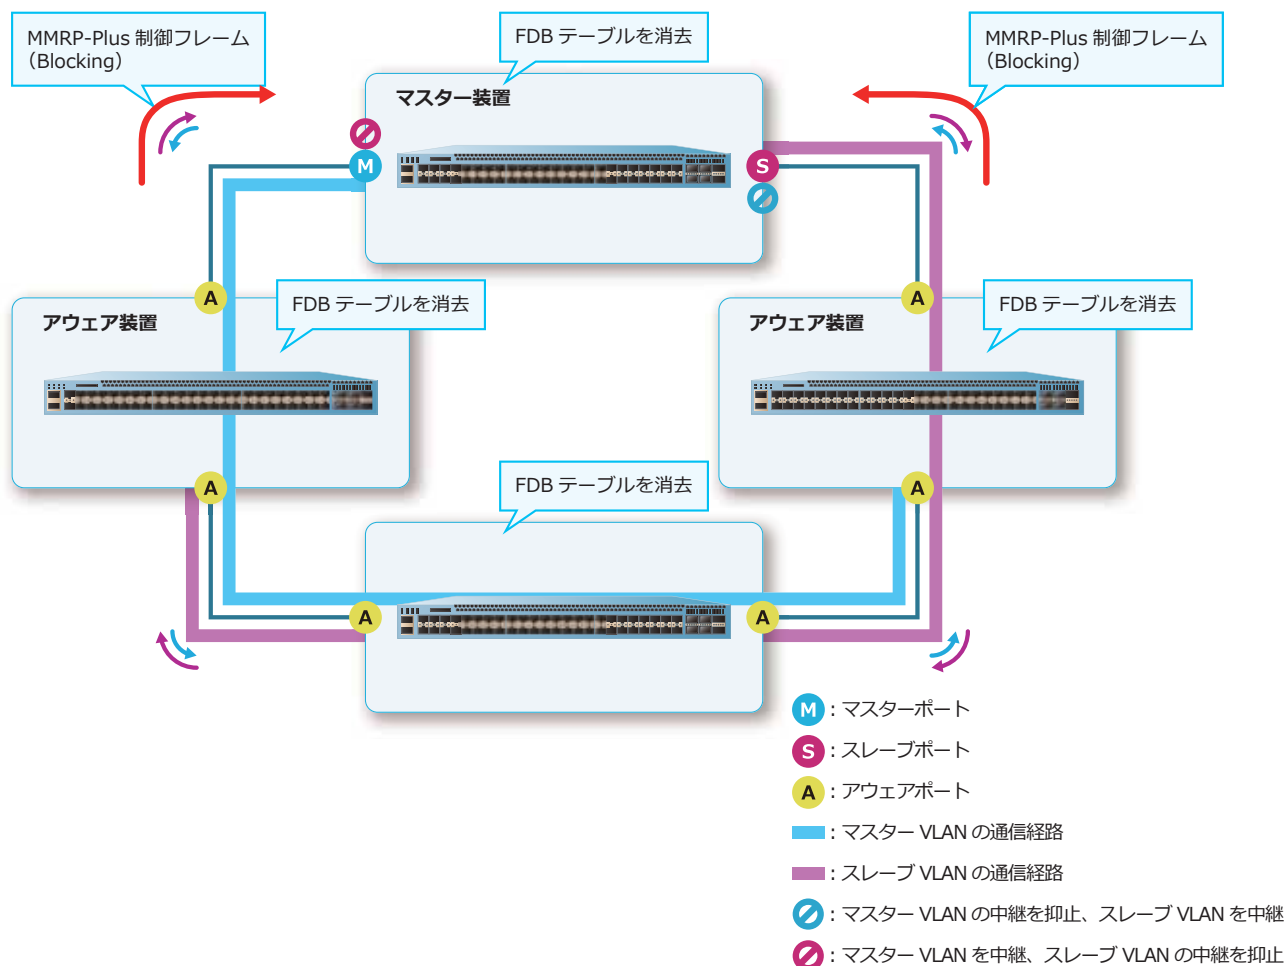 MMRP-Plus 制御フレーム
（Blocking）
FDB テーブルを消去
MMRP-Plus 制御フレーム
（Blocking）
マスター装置
M
S
A
FDB テーブルを消去
アウェア装置
A
FDB テーブルを消去
アウェア装置
A
A
FDB テーブルを消去
A
A
M：マスターポート
S：スレーブポート
A：アウェアポート
：マスター VLAN の通信経路
：スレーブ VLAN の通信経路
：マスター VLAN の中継を抑止、スレーブ VLAN を中継
：マスター VLAN を中継、スレーブ VLAN の中継を抑止